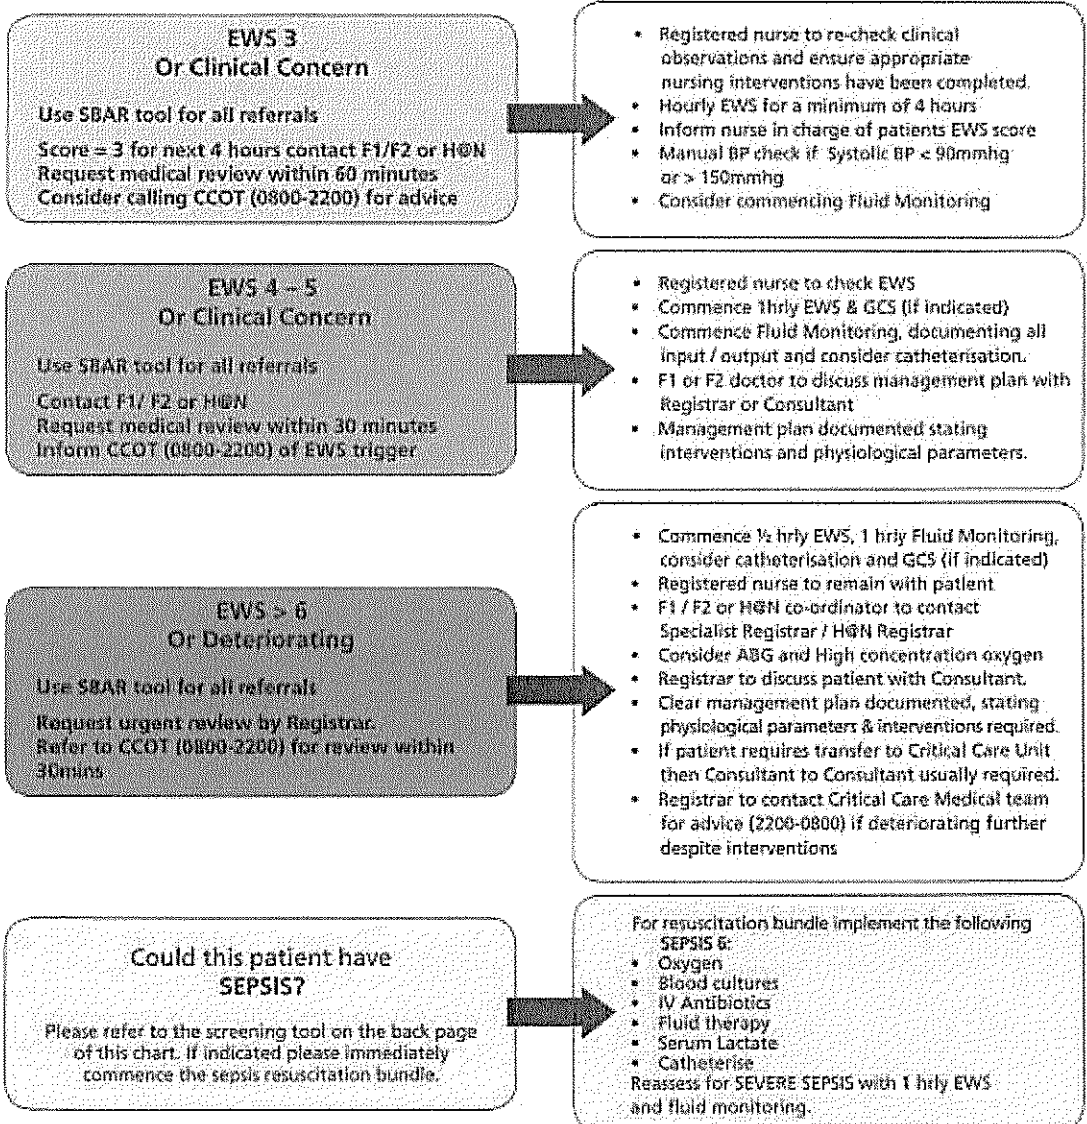 EWS 3
Or Clinical Concern
Use SBAR tool for all referrals
Score = 3 for next 4 hours contact F1/F2 or H@N
Request medical review within 60 minutes
Consider calling CCOT (0800-2200) for advice
• Registered nurse to re-check clinical
observations and ensure appropriate
nursing interventions have been completed.
• Hourly EWS for a minimum of 4 hours
• Inform nurse in charge of patients EWS score
• Manual BP check if Systolic BP < 90mmhg
or > 150mmhg
• Consider commencing Fluid Monitoring
EWS 4 – 5
Or Clinical Concern
Use SBAR tool for all referrals
Contact F1/ F2 or H@N
Request medical review within 30 minutes
Inform CCOT (0800-2200) of EWS trigger
• Registered nurse to check EWS
• Commence 1hrly EWS & GCS (if indicated)
• Commence Fluid Monitoring, documenting all
input / output and consider catheterisation.
• F1 or F2 doctor to discuss management plan with
Registrar or Consultant
• Management plan documented stating
interventions and physiological parameters.
EWS > 6
Or Deteriorating
Use SBAR tool for all referrals
Request urgent review by Registrar.
Refer to CCOT (0800-2200) for review within
30mins
• Commence ½ hrly EWS, 1 hrly Fluid Monitoring,
consider catheterisation and GCS (if indicated)
• Registered nurse to remain with patient
• F1 / F2 or H@N co-ordinator to contact
Specialist Registrar / H@N Registrar
• Consider ABG and High concentration oxygen
• Registrar to discuss patient with Consultant.
• Clear management plan documented, stating
physiological parameters & interventions required.
• If patient requires transfer to Critical Care Unit
then Consultant to Consultant usually required.
• Registrar to contact Critical Care Medical team
for advice (2200-0800) if deteriorating further
despite interventions
Could this patient have
SEPSIS?
Please refer to the screening tool on the back page
of this chart. If indicated please immediately
commence the sepsis resuscitation bundle.
For resuscitation bundle implement the following
SEPSIS 6:
• Oxygen
• Blood cultures
• IV Antibiotics
• Fluid therapy
• Serum Lactate
• Catheterise
Reassess for SEVERE SEPSIS with 1 hrly EWS
and fluid monitoring.